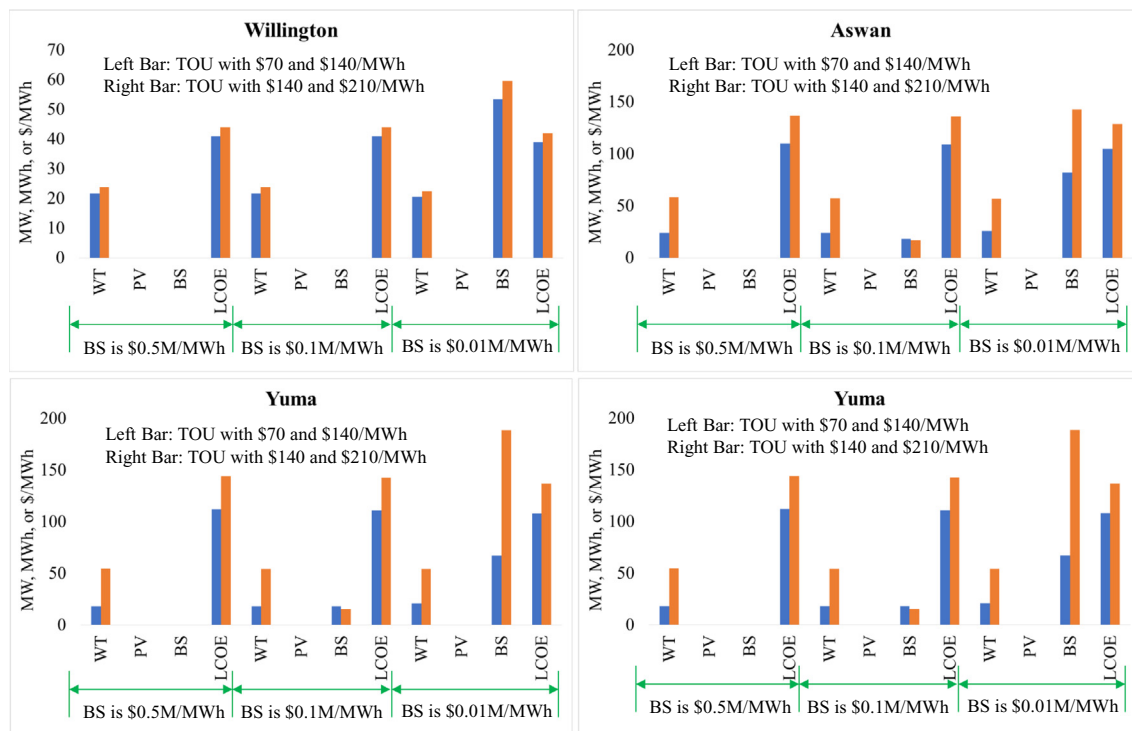 Willington
70
60
50
40
30
20
10
0
MW, MWh, or $/MWh
Left Bar: TOU with $70 and $140/MWh
Right Bar: TOU with $140 and $210/MWh
WT PV BS LCOE WT PV BS LCOE WT PV BS LCOE
BS is $0.5M/MWh BS is $0.1M/MWh BS is $0.01M/MWh
Aswan
200
150
100
50
0
MW, MWh, or $/MWh
Left Bar: TOU with $70 and $140/MWh
Right Bar: TOU with $140 and $210/MWh
WT PV BS LCOE WT PV BS LCOE WT PV BS LCOE
BS is $0.5M/MWh BS is $0.1M/MWh BS is $0.01M/MWh
Yuma
200
150
100
50
0
MW, MWh, or $/MWh
Left Bar: TOU with $70 and $140/MWh
Right Bar: TOU with $140 and $210/MWh
WT PV BS LCOE WT PV BS LCOE WT PV BS LCOE
BS is $0.5M/MWh BS is $0.1M/MWh BS is $0.01M/MWh
Yuma
200
150
100
50
0
MW, MWh, or $/MWh
Left Bar: TOU with $70 and $140/MWh
Right Bar: TOU with $140 and $210/MWh
WT PV BS LCOE WT PV BS LCOE WT PV BS LCOE
BS is $0.5M/MWh BS is $0.1M/MWh BS is $0.01M/MWh